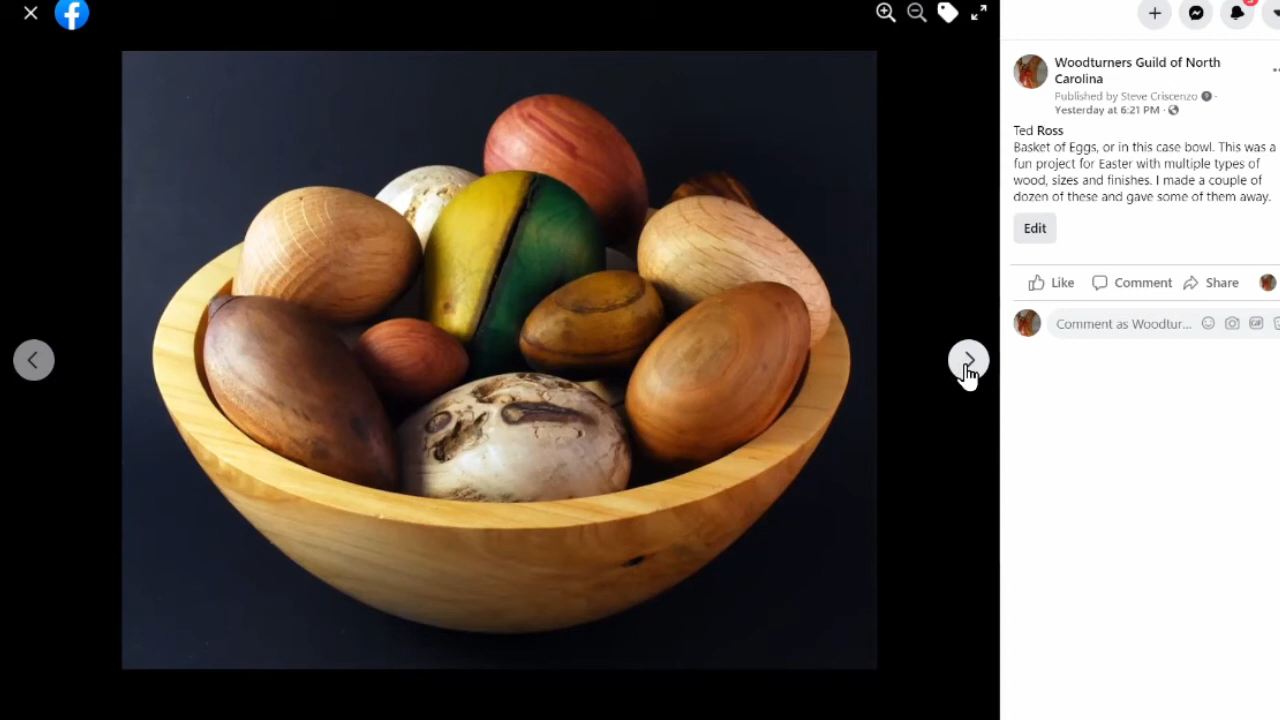 Woodturners Guild of North
Carolina
Published by Steve Criscenzo
Yesterday at 6:21 PM ·
Ted Ross
Basket of Eggs, or in this case bowl. This was a
fun project for Easter with multiple types of
wood, sizes and finishes. I made a couple of
dozen of these and gave some of them away.
Edit
Like Comment Share
Comment as Woodtur...